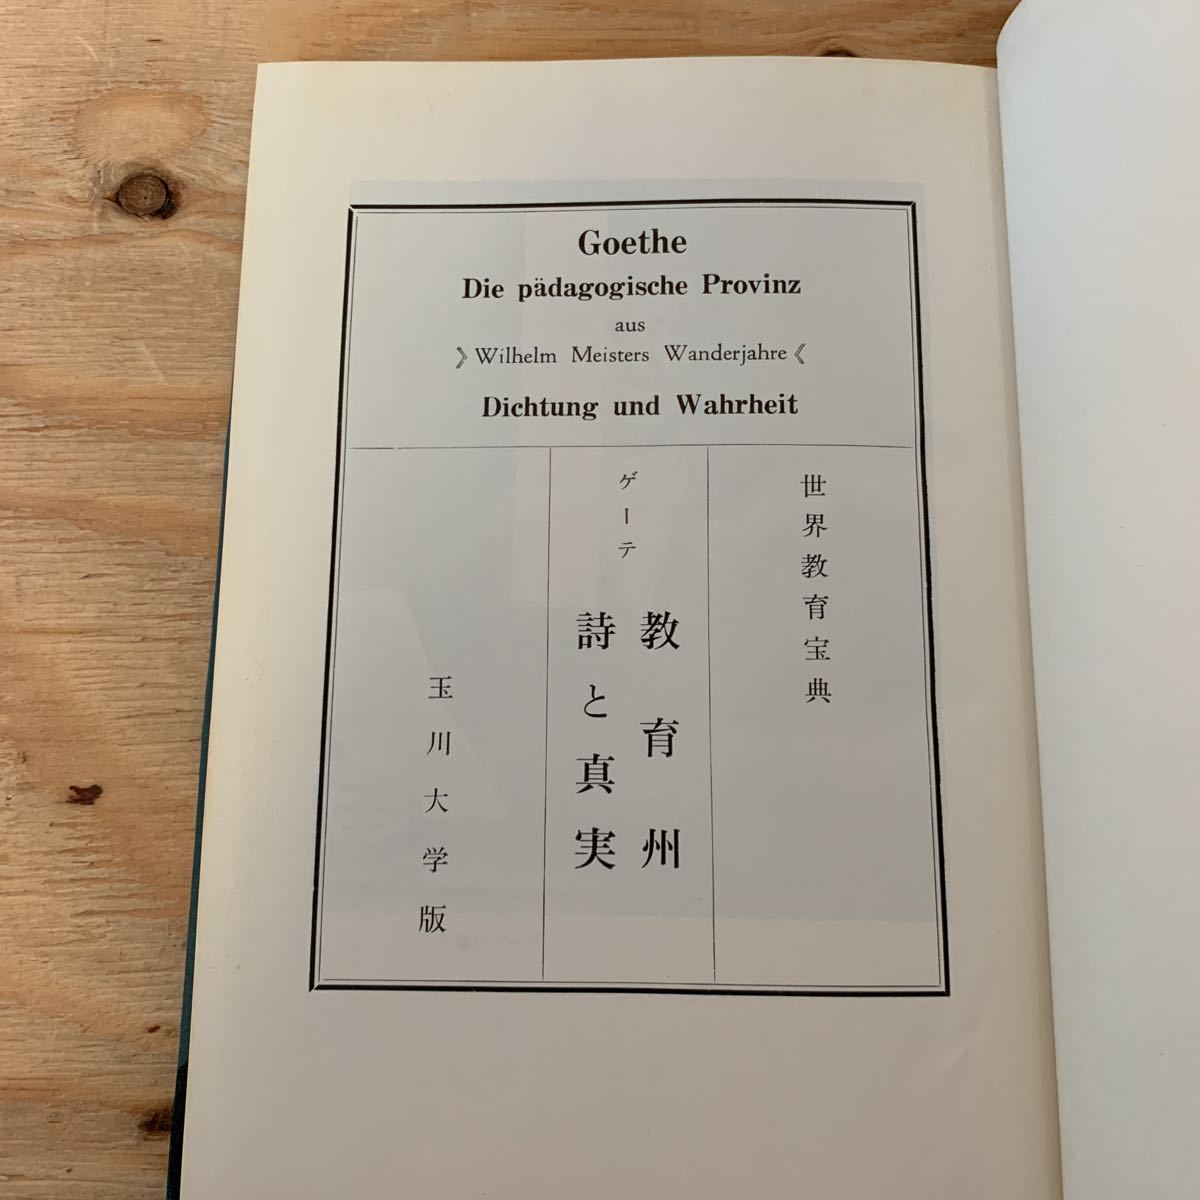 Goethe
Die pädagogische Provinz
aus
》Wilhelm Meisters Wanderjahre《
Dichtung und Wahrheit
世界教育宝典
ゲーテ
教育州
詩と真実
玉川大学版